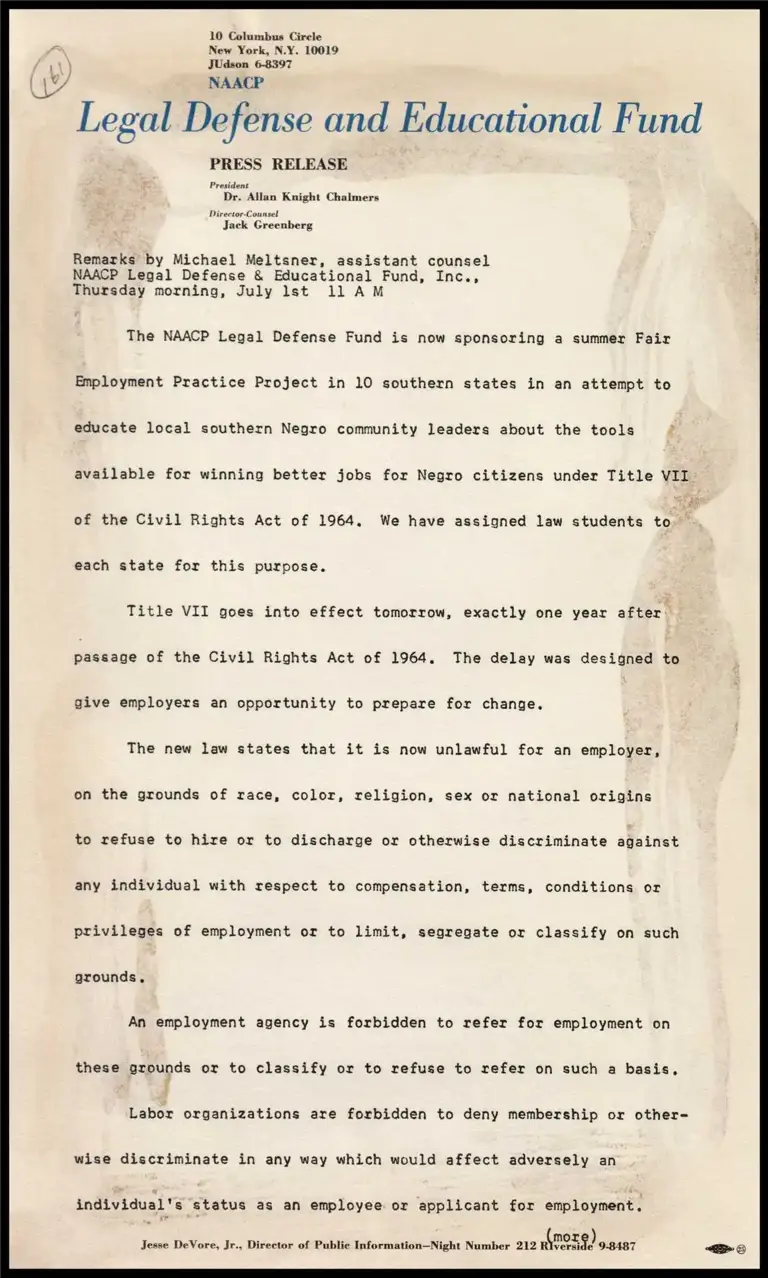 10 Columbus Circle
New York, N.Y. 10019
JUdson 6-8397
161
NAACP
Legal Defense and Educational Fund
PRESS RELEASE
President
Dr. Allan Knight Chalmers
Director-Counsel
Jack Greenberg
Remarks by Michael Meltsner, assistant counsel
NAACP Legal Defense & Educational Fund, Inc.,
Thursday morning, July 1st 11 A M
The NAACP Legal Defense Fund is now sponsoring a summer Fair
Employment Practice Project in 10 southern states in an attempt to
educate local southern Negro community leaders about the tools
available for winning better jobs for Negro citizens under Title VII
of the Civil Rights Act of 1964. We have assigned law students to
each state for this purpose.
Title VII goes into effect tomorrow, exactly one year after
passage of the Civil Rights Act of 1964. The delay was designed to
give employers an opportunity to prepare for change.
The new law states that it is now unlawful for an employer,
on the grounds of race, color, religion, sex or national origins
to refuse to hire or to discharge or otherwise discriminate against
any individual with respect to compensation, terms, conditions or
privileges of employment or to limit, segregate or classify on such
grounds.
An employment agency is forbidden to refer for employment on
these grounds or to classify or to refuse to refer on such a basis.
Labor organizations are forbidden to deny membership or other-
wise discriminate in any way which would affect adversely an
individual's status as an employee or applicant for employment.
(more)
Jesse DeVore, Jr., Director of Public Information—Night Number 212 RIverside 9-8487